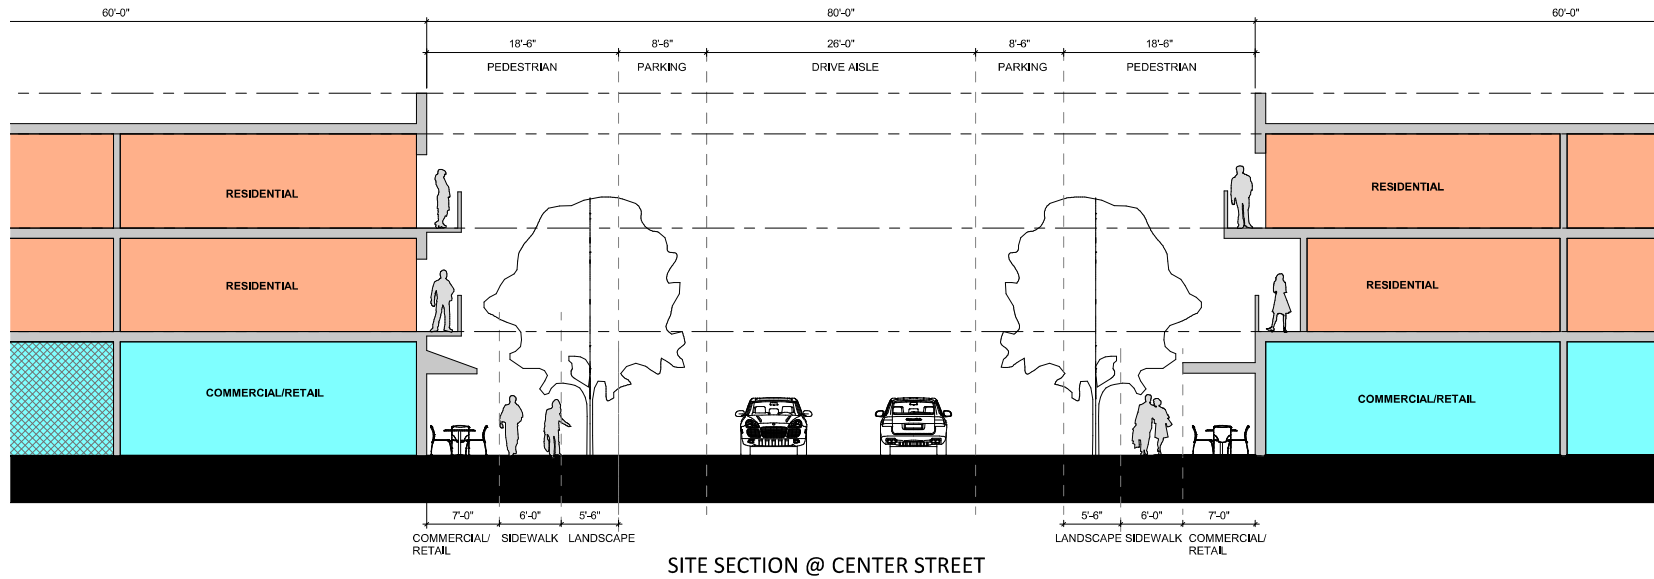 60'-0" 80'-0" 60'-0"
18'-6" 8'-6" 26'-0" 8'-6" 18'-6"
PEDESTRIAN PARKING DRIVE AISLE PARKING PEDESTRIAN
RESIDENTIAL RESIDENTIAL
RESIDENTIAL RESIDENTIAL
COMMERCIAL/RETAIL COMMERCIAL/RETAIL
7'-0" 6'-0" 5'-6" 5'-6" 6'-0" 7'-0"
COMMERCIAL/ SIDEWALK LANDSCAPE LANDSCAPE SIDEWALK COMMERCIAL/
RETAIL RETAIL
SITE SECTION @ CENTER STREET